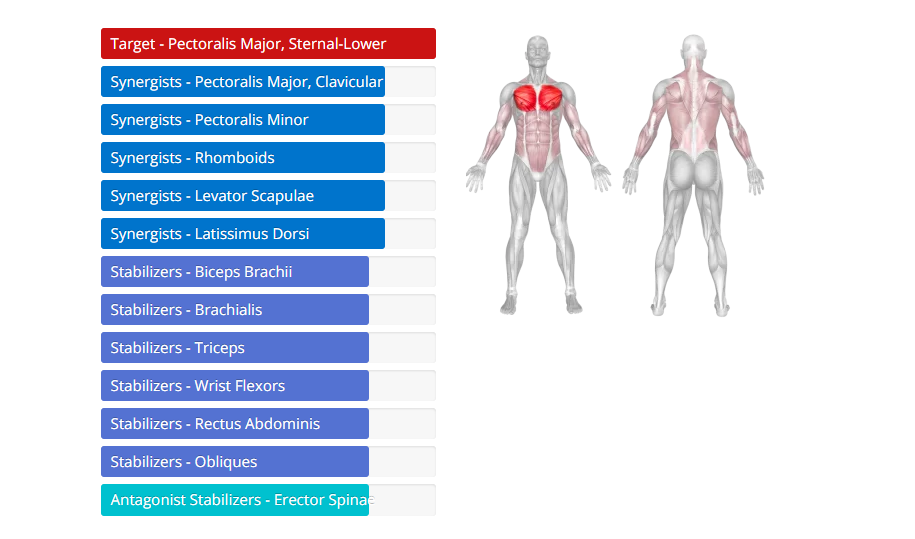 Target - Pectoralis Major, Sternal-Lower
Synergists - Pectoralis Major, Clavicular
Synergists - Pectoralis Minor
Synergists - Rhomboids
Synergists - Levator Scapulae
Synergists - Latissimus Dorsi
Stabilizers - Biceps Brachii
Stabilizers - Brachialis
Stabilizers - Triceps
Stabilizers - Wrist Flexors
Stabilizers - Rectus Abdominis
Stabilizers - Obliques
Antagonist Stabilizers - Erector Spinae